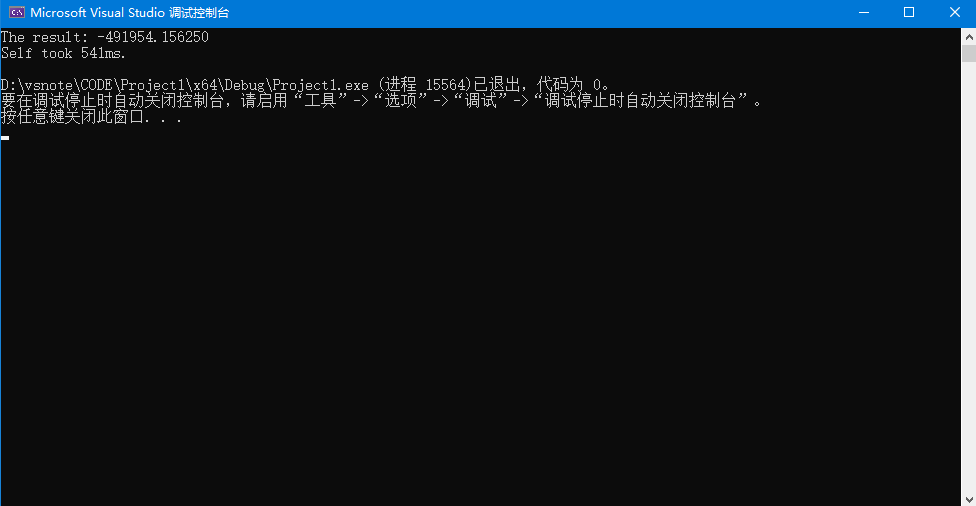 Microsoft Visual Studio 调试控制台
The result: -491954.156250
Self took 541ms.
D:\vsnote\CODE\Project1\x64\Debug\Project1.exe (进程 15564)已退出，代码为 0。
要在调试停止时自动关闭控制台，请启用“工具”->“选项”->“调试”->“调试停止时自动关闭控制台”。
按任意键关闭此窗口. . .